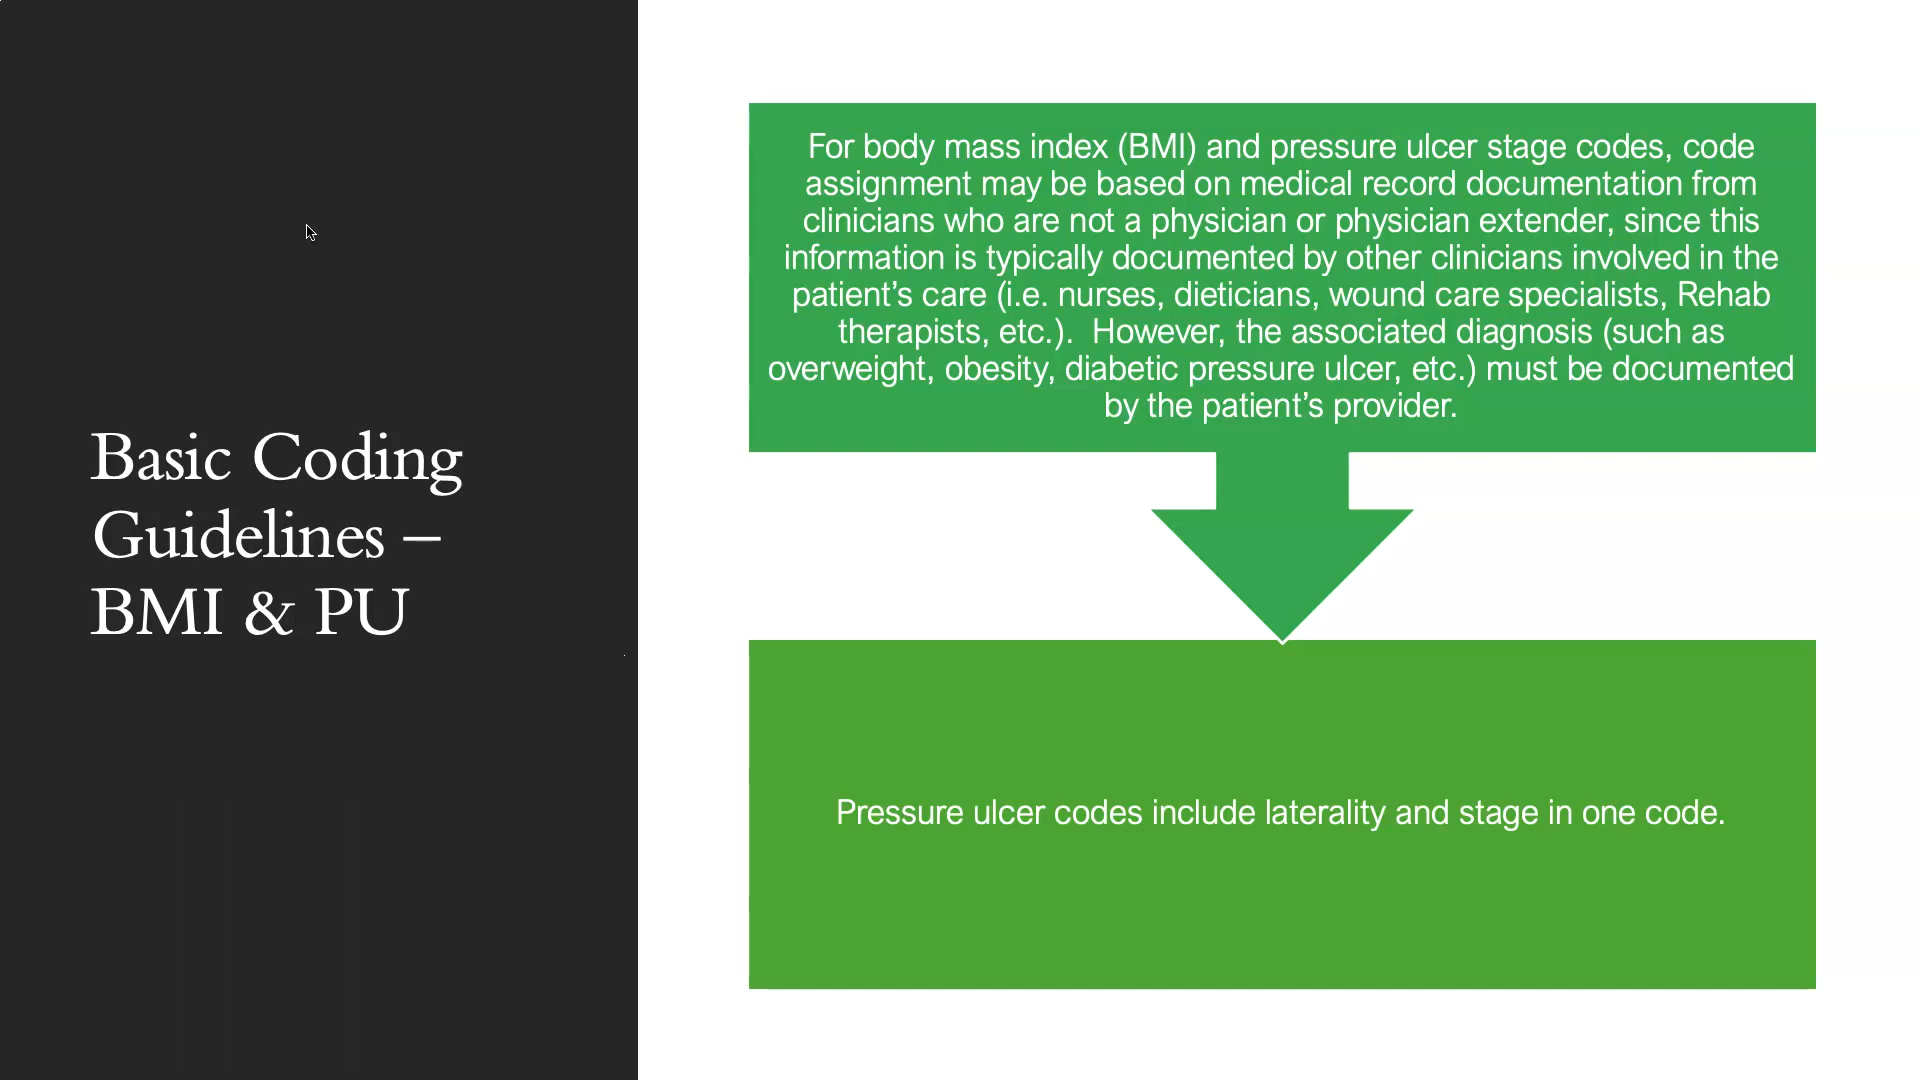 Basic Coding
Guidelines –
BMI & PU
For body mass index (BMI) and pressure ulcer stage codes, code
assignment may be based on medical record documentation from
clinicians who are not a physician or physician extender, since this
information is typically documented by other clinicians involved in the
patient’s care (i.e. nurses, dieticians, wound care specialists, Rehab
therapists, etc.).  However, the associated diagnosis (such as
overweight, obesity, diabetic pressure ulcer, etc.) must be documented
by the patient’s provider.
Pressure ulcer codes include laterality and stage in one code.